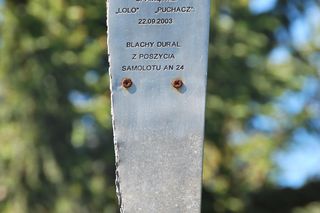 „LOLO" „PUCHACZ"
22.09.2003
BLACHY DURAL
Z POSZYCIA
SAMOLOTU AN 24